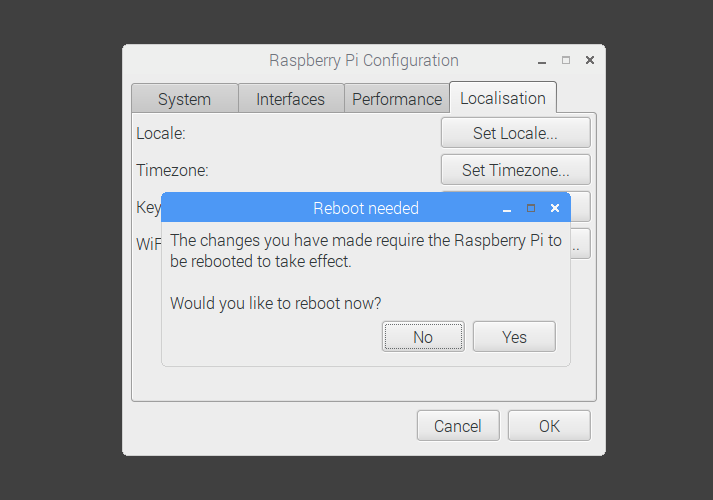 Raspberry Pi Configuration
System Interfaces Performance Localisation
Locale: Set Locale...
Timezone: Set Timezone...
Key
WiF ..
Reboot needed
The changes you have made require the Raspberry Pi to
be rebooted to take effect.
Would you like to reboot now?
No Yes
Cancel OK